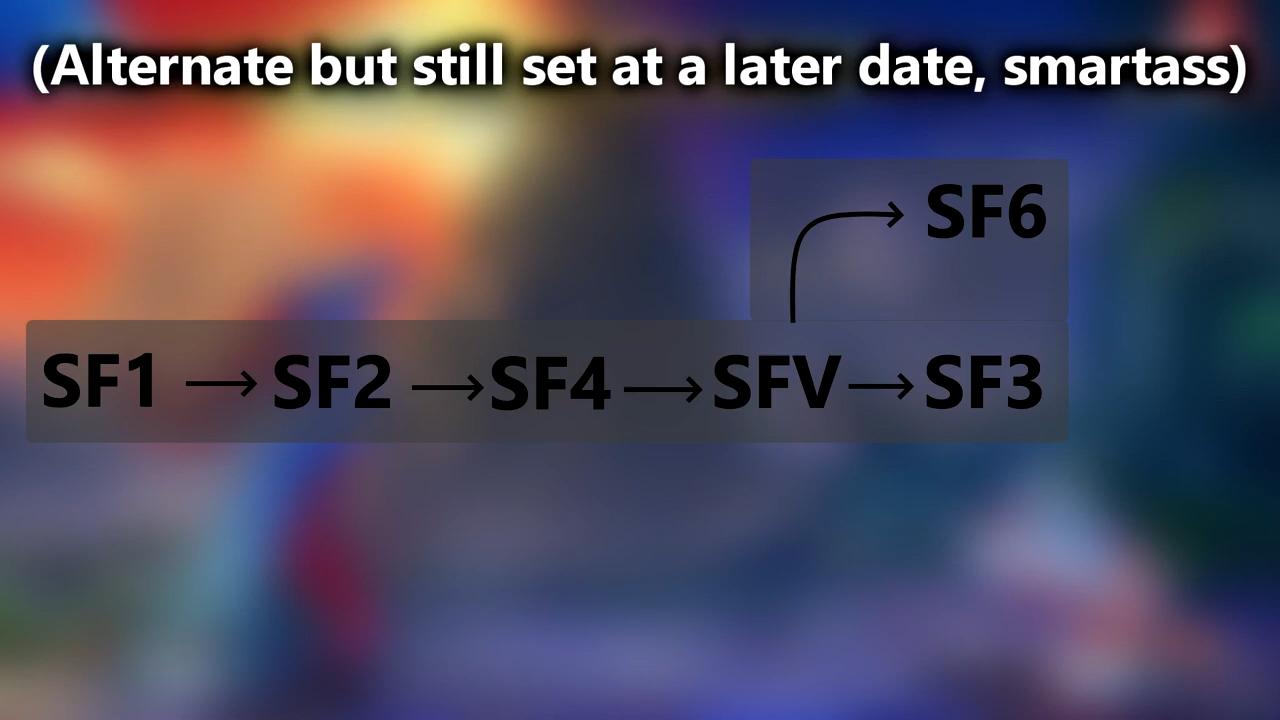 (Alternate but still set at a later date, smartass)
SF6
SF1 → SF2 → SF4 → SFV → SF3